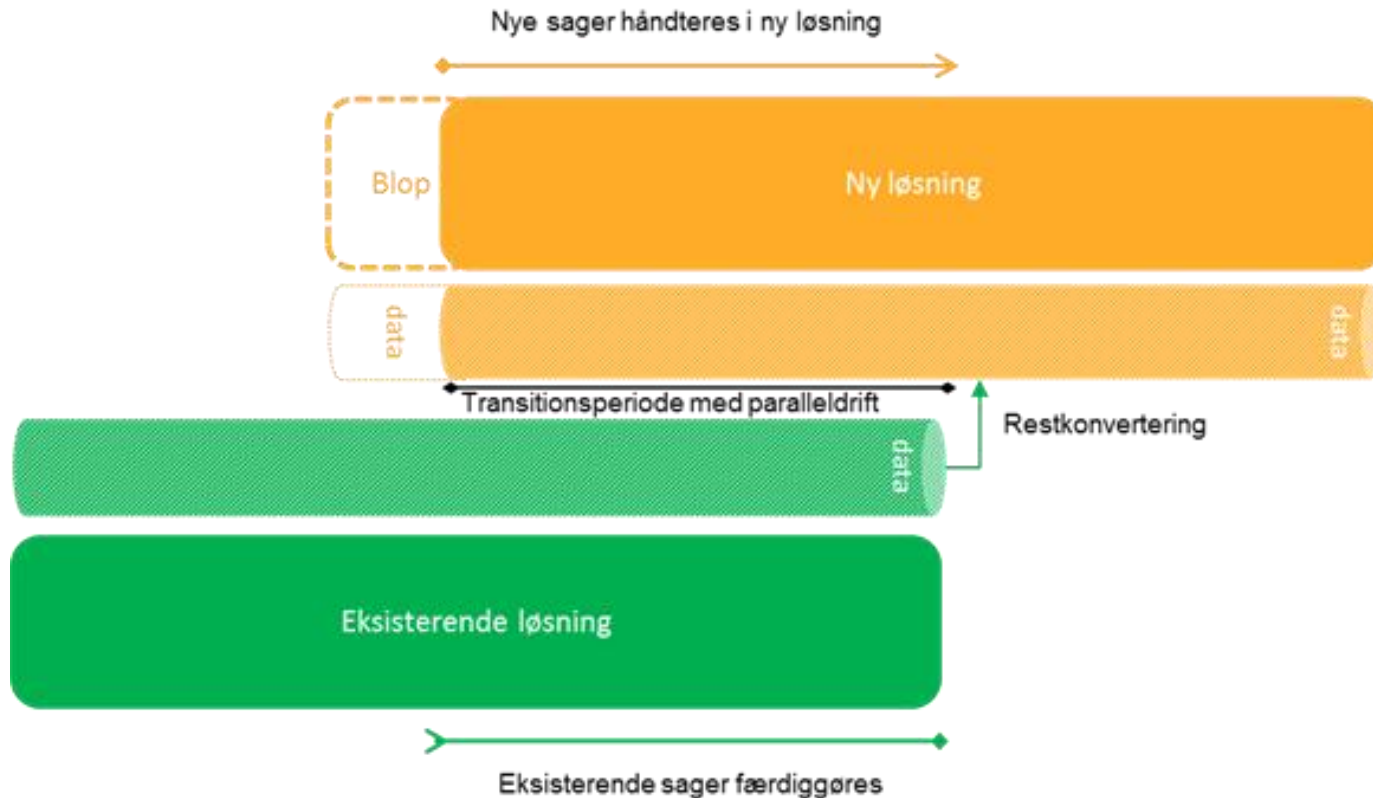 Nye sager håndteres i ny løsning
Blop
Ny løsning
data
data
Transitionsperiode med paralleldrift
Restkonvertering
data
Eksisterende løsning
Eksisterende sager færdiggøres